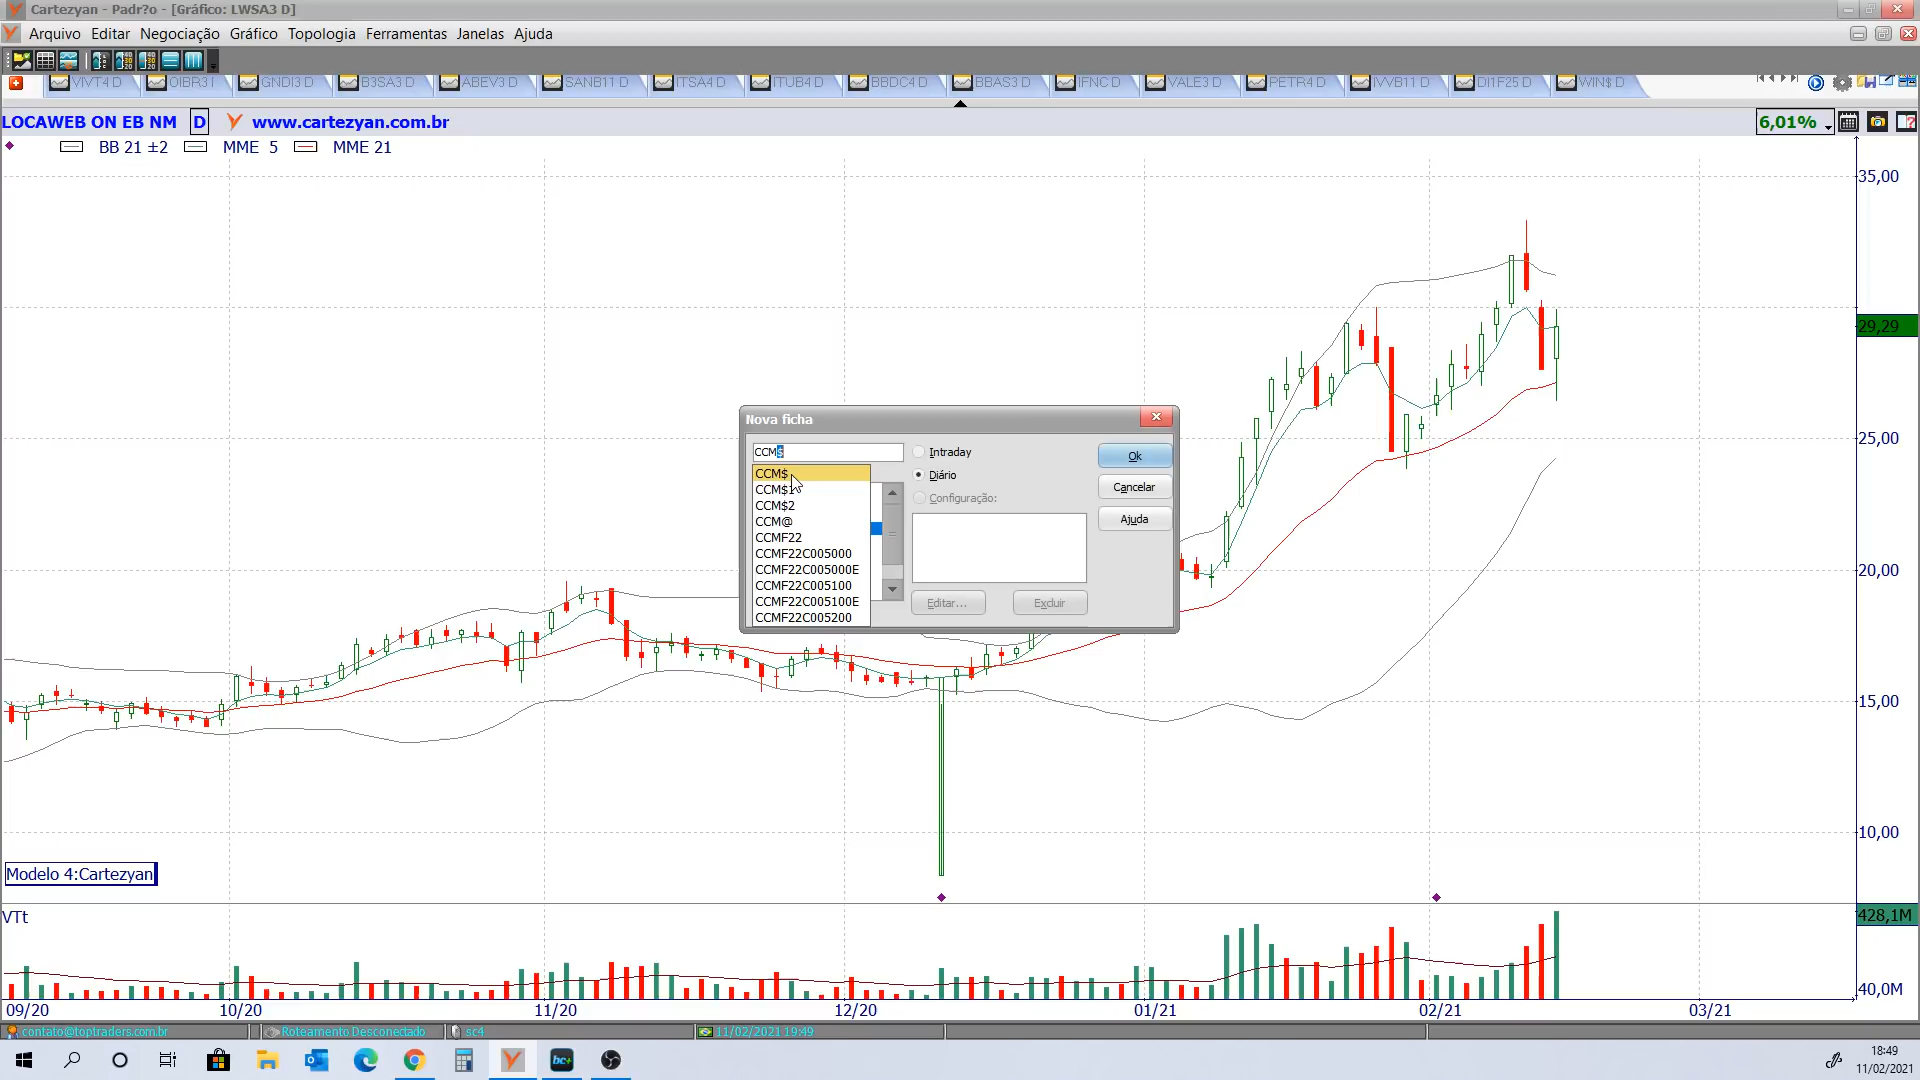 Cartezyan - Padr?o - [Gráfico: LWSA3 D]
Arquivo Editar Negociação Gráfico Topologia Ferramentas Janelas Ajuda
VIVT4 D OIBR3 I GNDI3 D B3SA3 D ABEV3 D SANB11 D ITSA4 D ITUB4 D BBDC4 D BBAS3 D IFNC D VALE3 D PETR4 D IVVB11 D DI1F25 D WIN$ D
LOCAWEB ON EB NM D www.cartezyan.com.br 6,01%
BB 21 ±2 MME 5 MME 21
35,00
29,29
25,00
20,00
15,00
10,00
Nova ficha
CCM$
CCM$
CCM$1
CCM$2
CCM@
CCMF22
CCMF22C005000
CCMF22C005000E
CCMF22C005100
CCMF22C005100E
CCMF22C005200
Intraday
Diário
Configuração:
Editar...
Excluir
Ok
Cancelar
Ajuda
Modelo 4:Cartezyan
VTt
428,1M
40,0M
09/20 10/20 11/20 12/20 01/21 02/21 03/21
contato@toptraders.com.br Roteamento Desconectado sc4 11/02/2021 19:49
18:49
11/02/2021